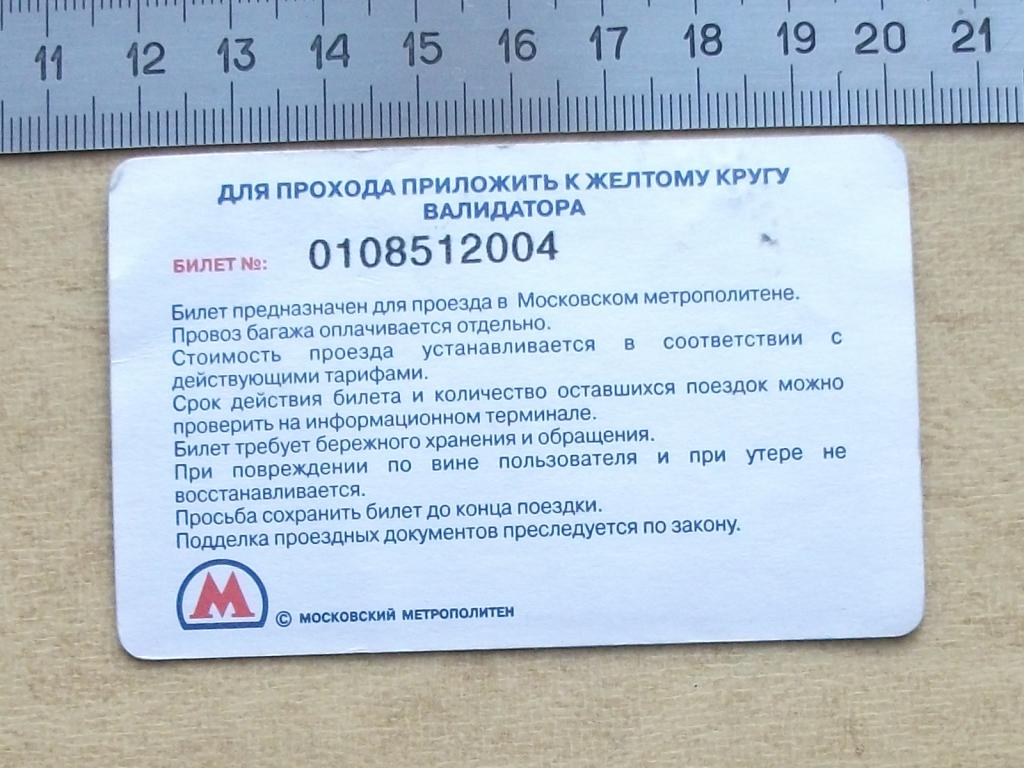 11 12 13 14 15 16 17 18 19 20 21
ДЛЯ ПРОХОДА ПРИЛОЖИТЬ К ЖЕЛТОМУ КРУГУ
ВАЛИДАТОРА
БИЛЕТ №: 0108512004
Билет предназначен для проезда в Московском метрополитене.
Провоз багажа оплачивается отдельно.
Стоимость проезда устанавливается в соответствии с
действующими тарифами.
Срок действия билета и количество оставшихся поездок можно
проверить на информационном терминале.
Билет требует бережного хранения и обращения.
При повреждении по вине пользователя и при утере не
восстанавливается.
Просьба сохранить билет до конца поездки.
Подделка проездных документов преследуется по закону.
М © МОСКОВСКИЙ МЕТРОПОЛИТЕН